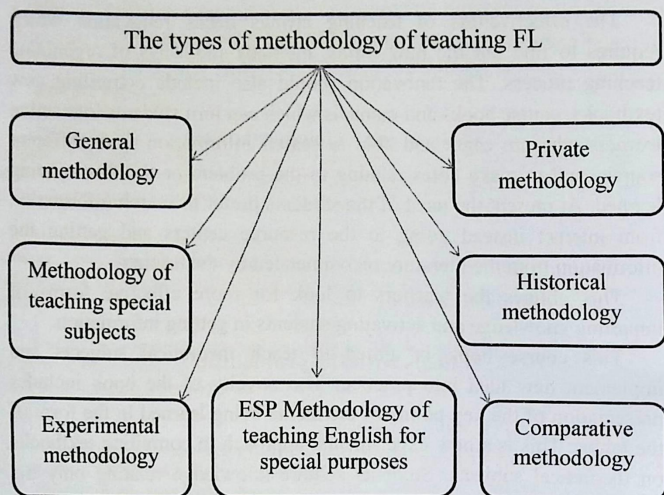 The types of methodology of teaching FL
General
methodology
Private
methodology
Methodology of
teaching special
subjects
Historical
methodology
Experimental
methodology
ESP Methodology of
teaching English for
special purposes
Comparative
methodology